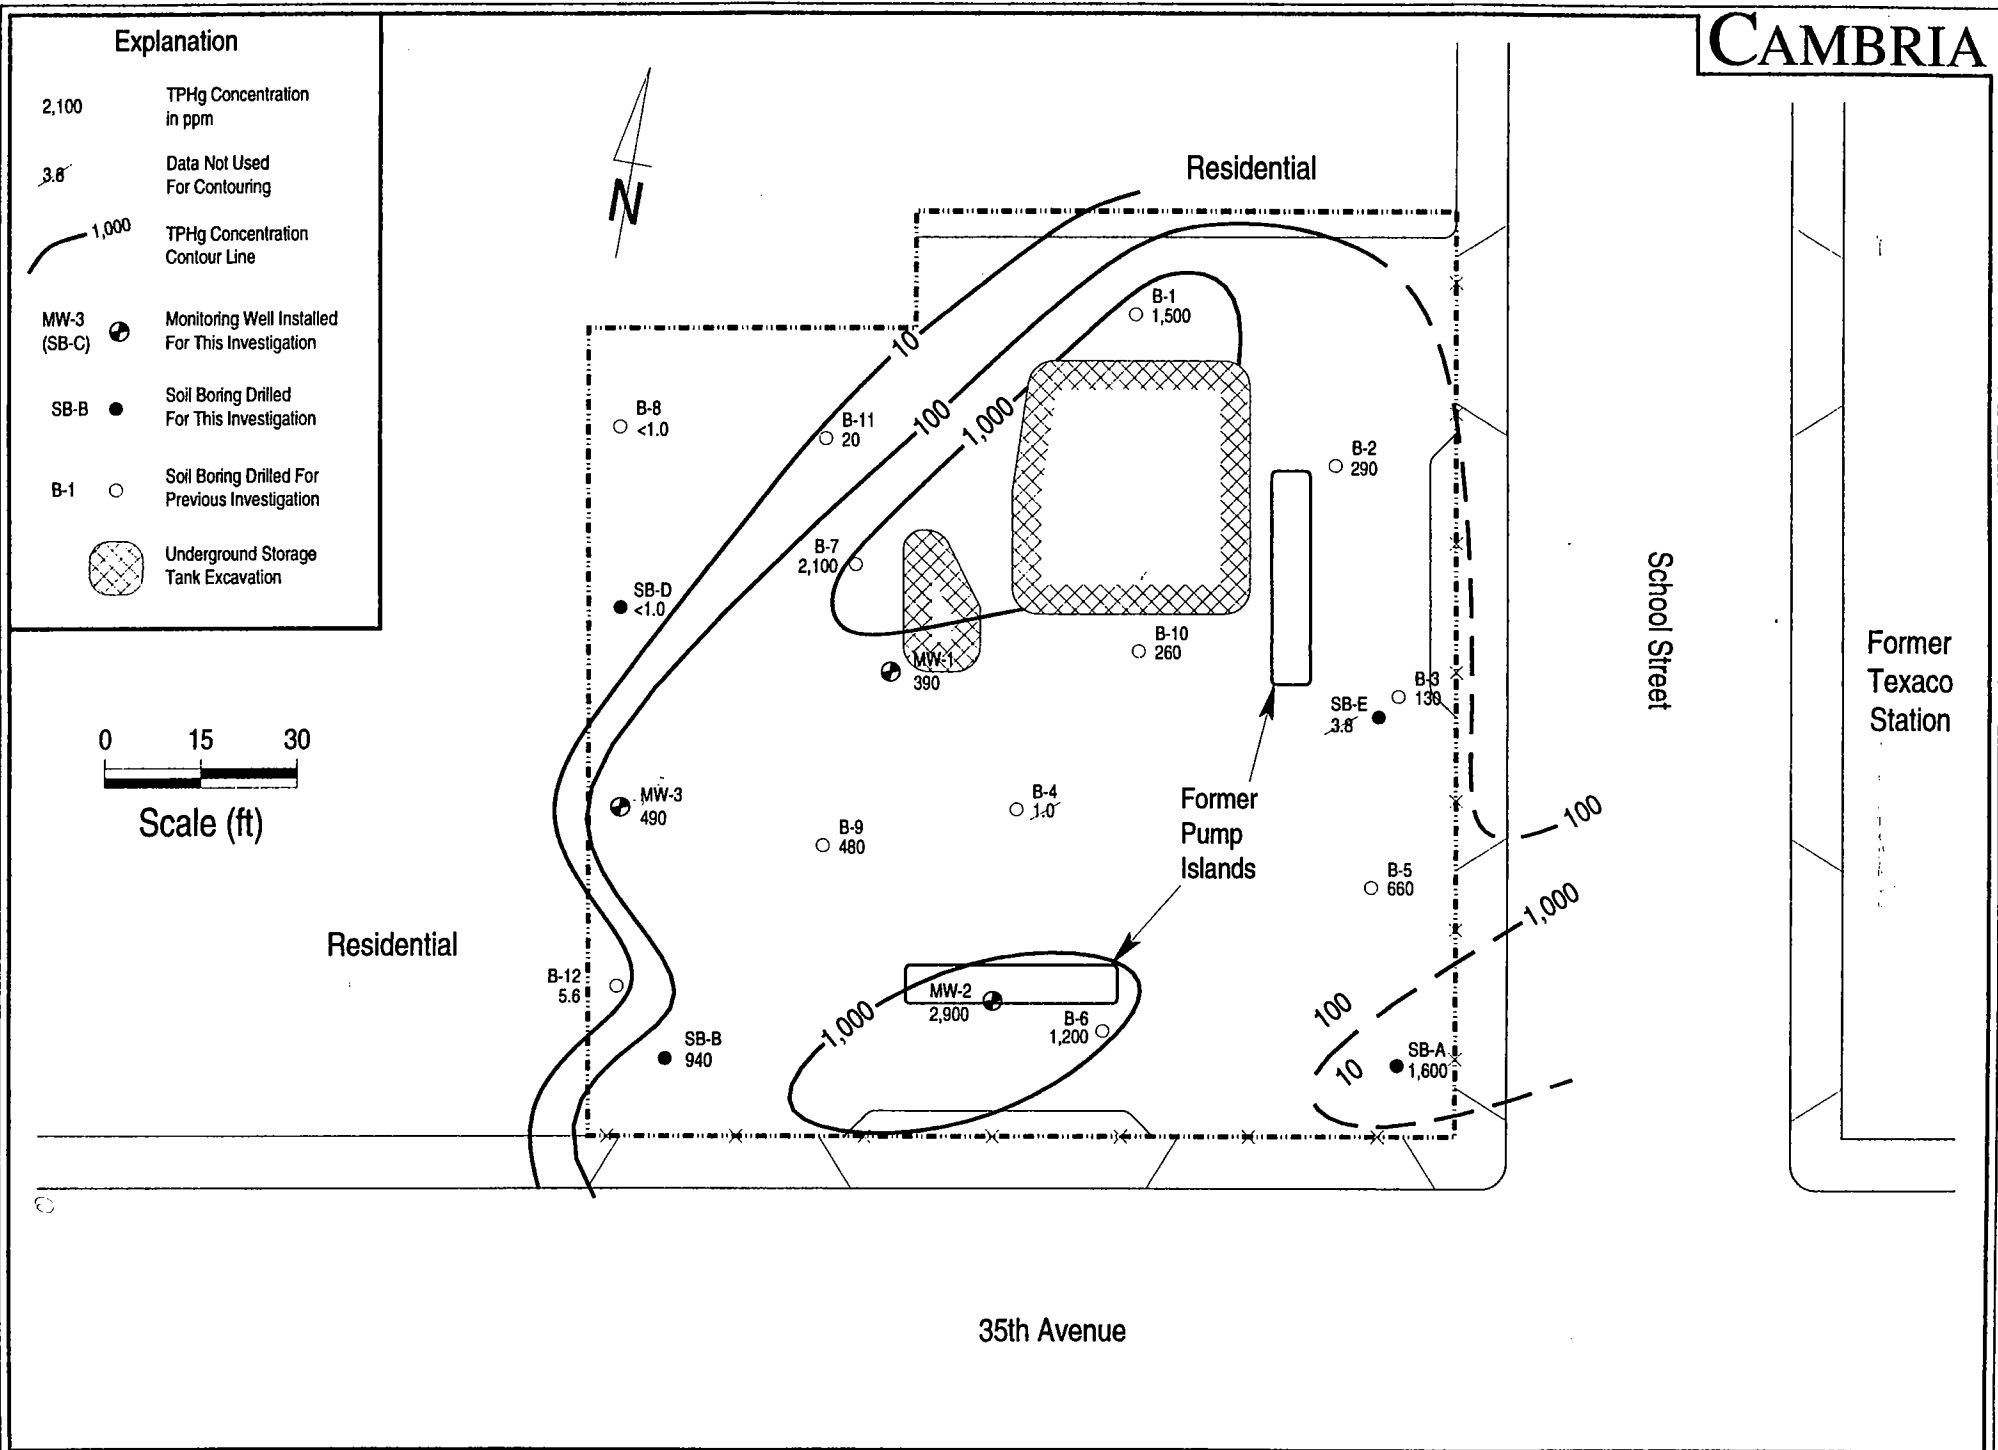 CAMBRIA
Explanation
2,100
TPHg Concentration
in ppm
3.8
Data Not Used
For Contouring
1,000
TPHg Concentration
Contour Line
MW-3
(SB-C)
Monitoring Well Installed
For This Investigation
SB-B
Soil Boring Drilled
For This Investigation
B-1
Soil Boring Drilled For
Previous Investigation
Underground Storage
Tank Excavation
N
0 15 30
Scale (ft)
Residential
B-1
1,500
10
100
1,000
B-8
<1.0
B-11
20
B-2
290
B-7
2,100
SB-D
<1.0
B-10
260
MW-1
390
B-3
130
SB-E
3.8
School Street
Former
Texaco
Station
MW-3
490
B-9
480
B-4
1.0
Former
Pump
Islands
100
B-5
660
1,000
Residential
B-12
5.6
MW-2
2,900
1,000
B-6
1,200
100
10
SB-A
1,600
SB-B
940
35th Avenue